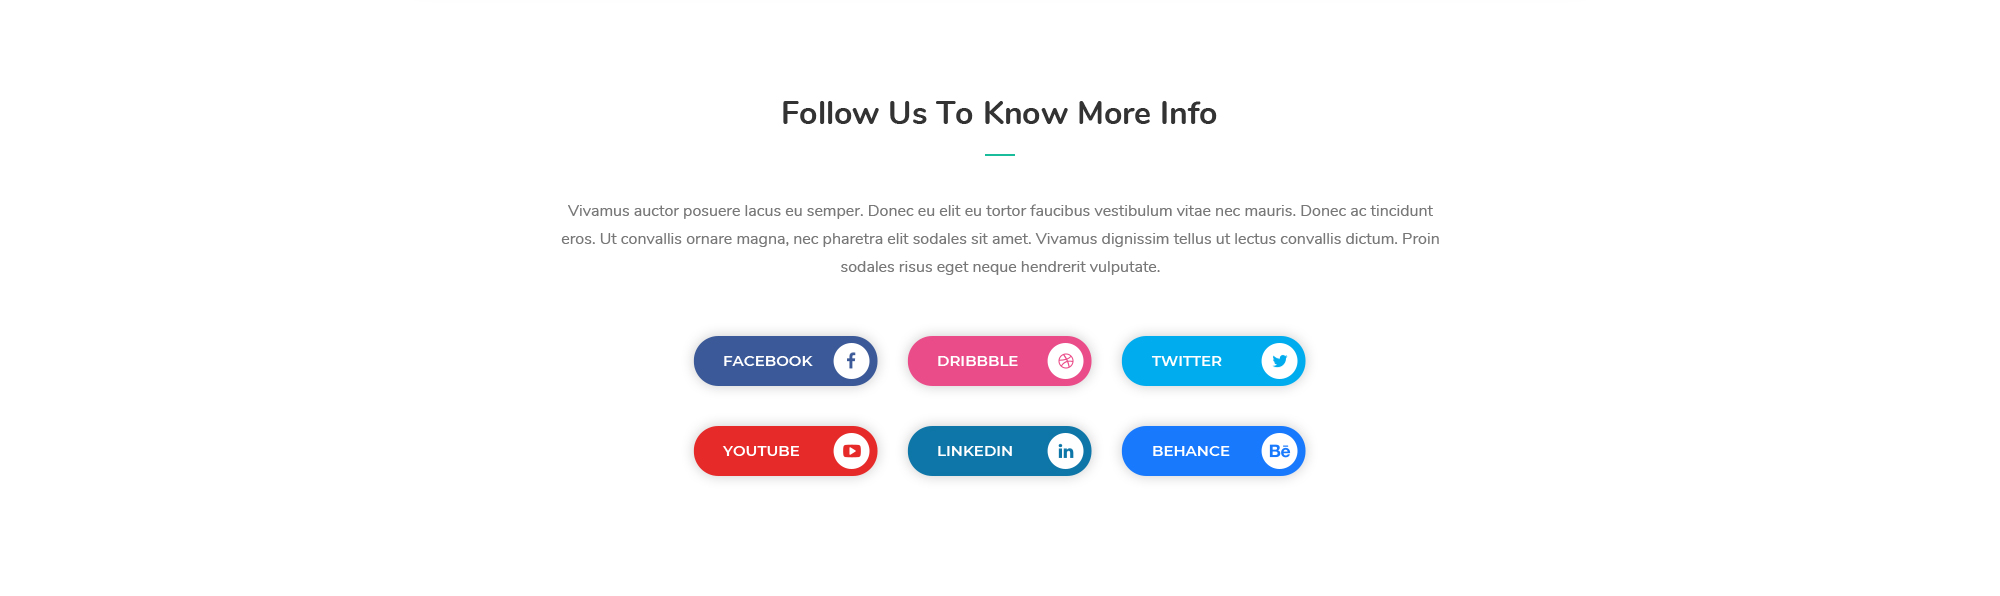 Follow Us To Know More Info
Vivamus auctor posuere lacus eu semper. Donec eu elit eu tortor faucibus vestibulum vitae nec mauris. Donec ac tincidunt
eros. Ut convallis ornare magna, nec pharetra elit sodales sit amet. Vivamus dignissim tellus ut lectus convallis dictum. Proin
sodales risus eget neque hendrerit vulputate.
FACEBOOK
DRIBBBLE
TWITTER
YOUTUBE
LINKEDIN
BEHANCE